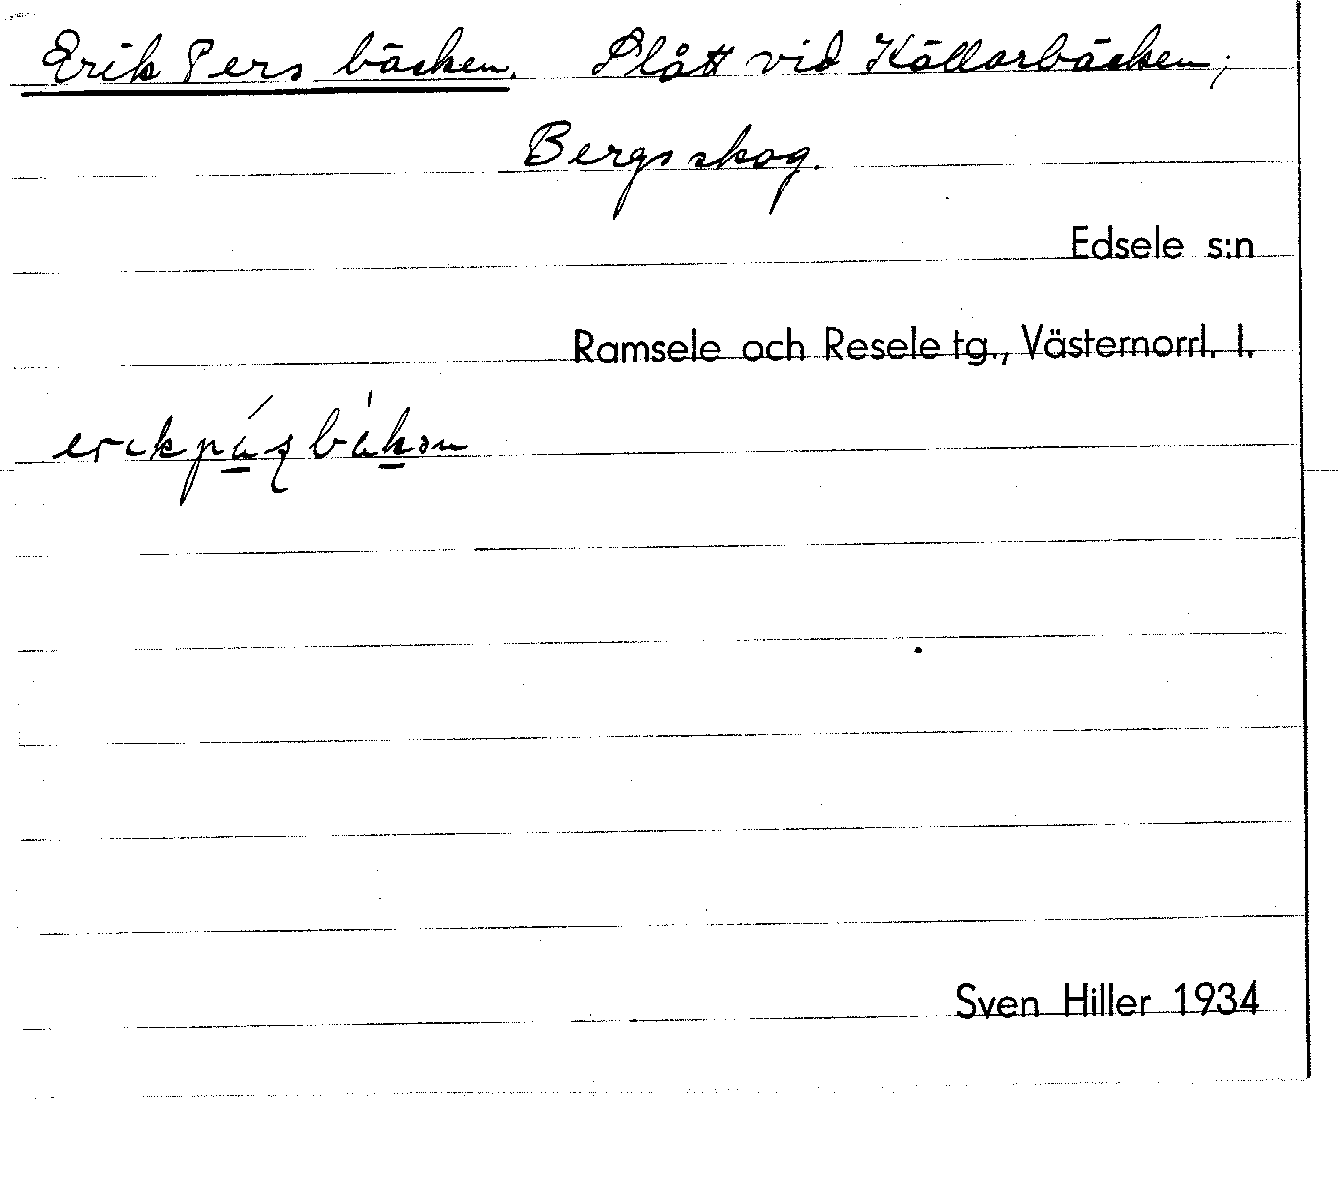 Erik Pers bäcken. Slått vid Källarbäcken;
Bergsskog.
Edsele s:n
Ramsele och Resele tg., Västernorrl. l.
Sven Hiller 1934